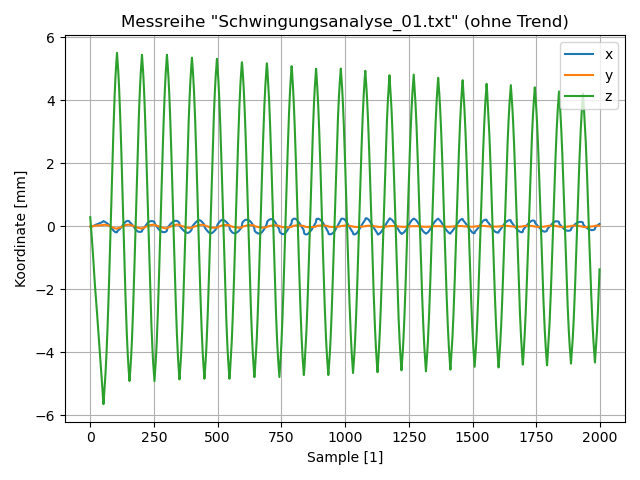 Messreihe "Schwingungsanalyse_01.txt" (ohne Trend)
x
y
z
Koordinate [mm]
6
4
2
0
−2
−4
−6
0 250 500 750 1000 1250 1500 1750 2000
Sample [1]